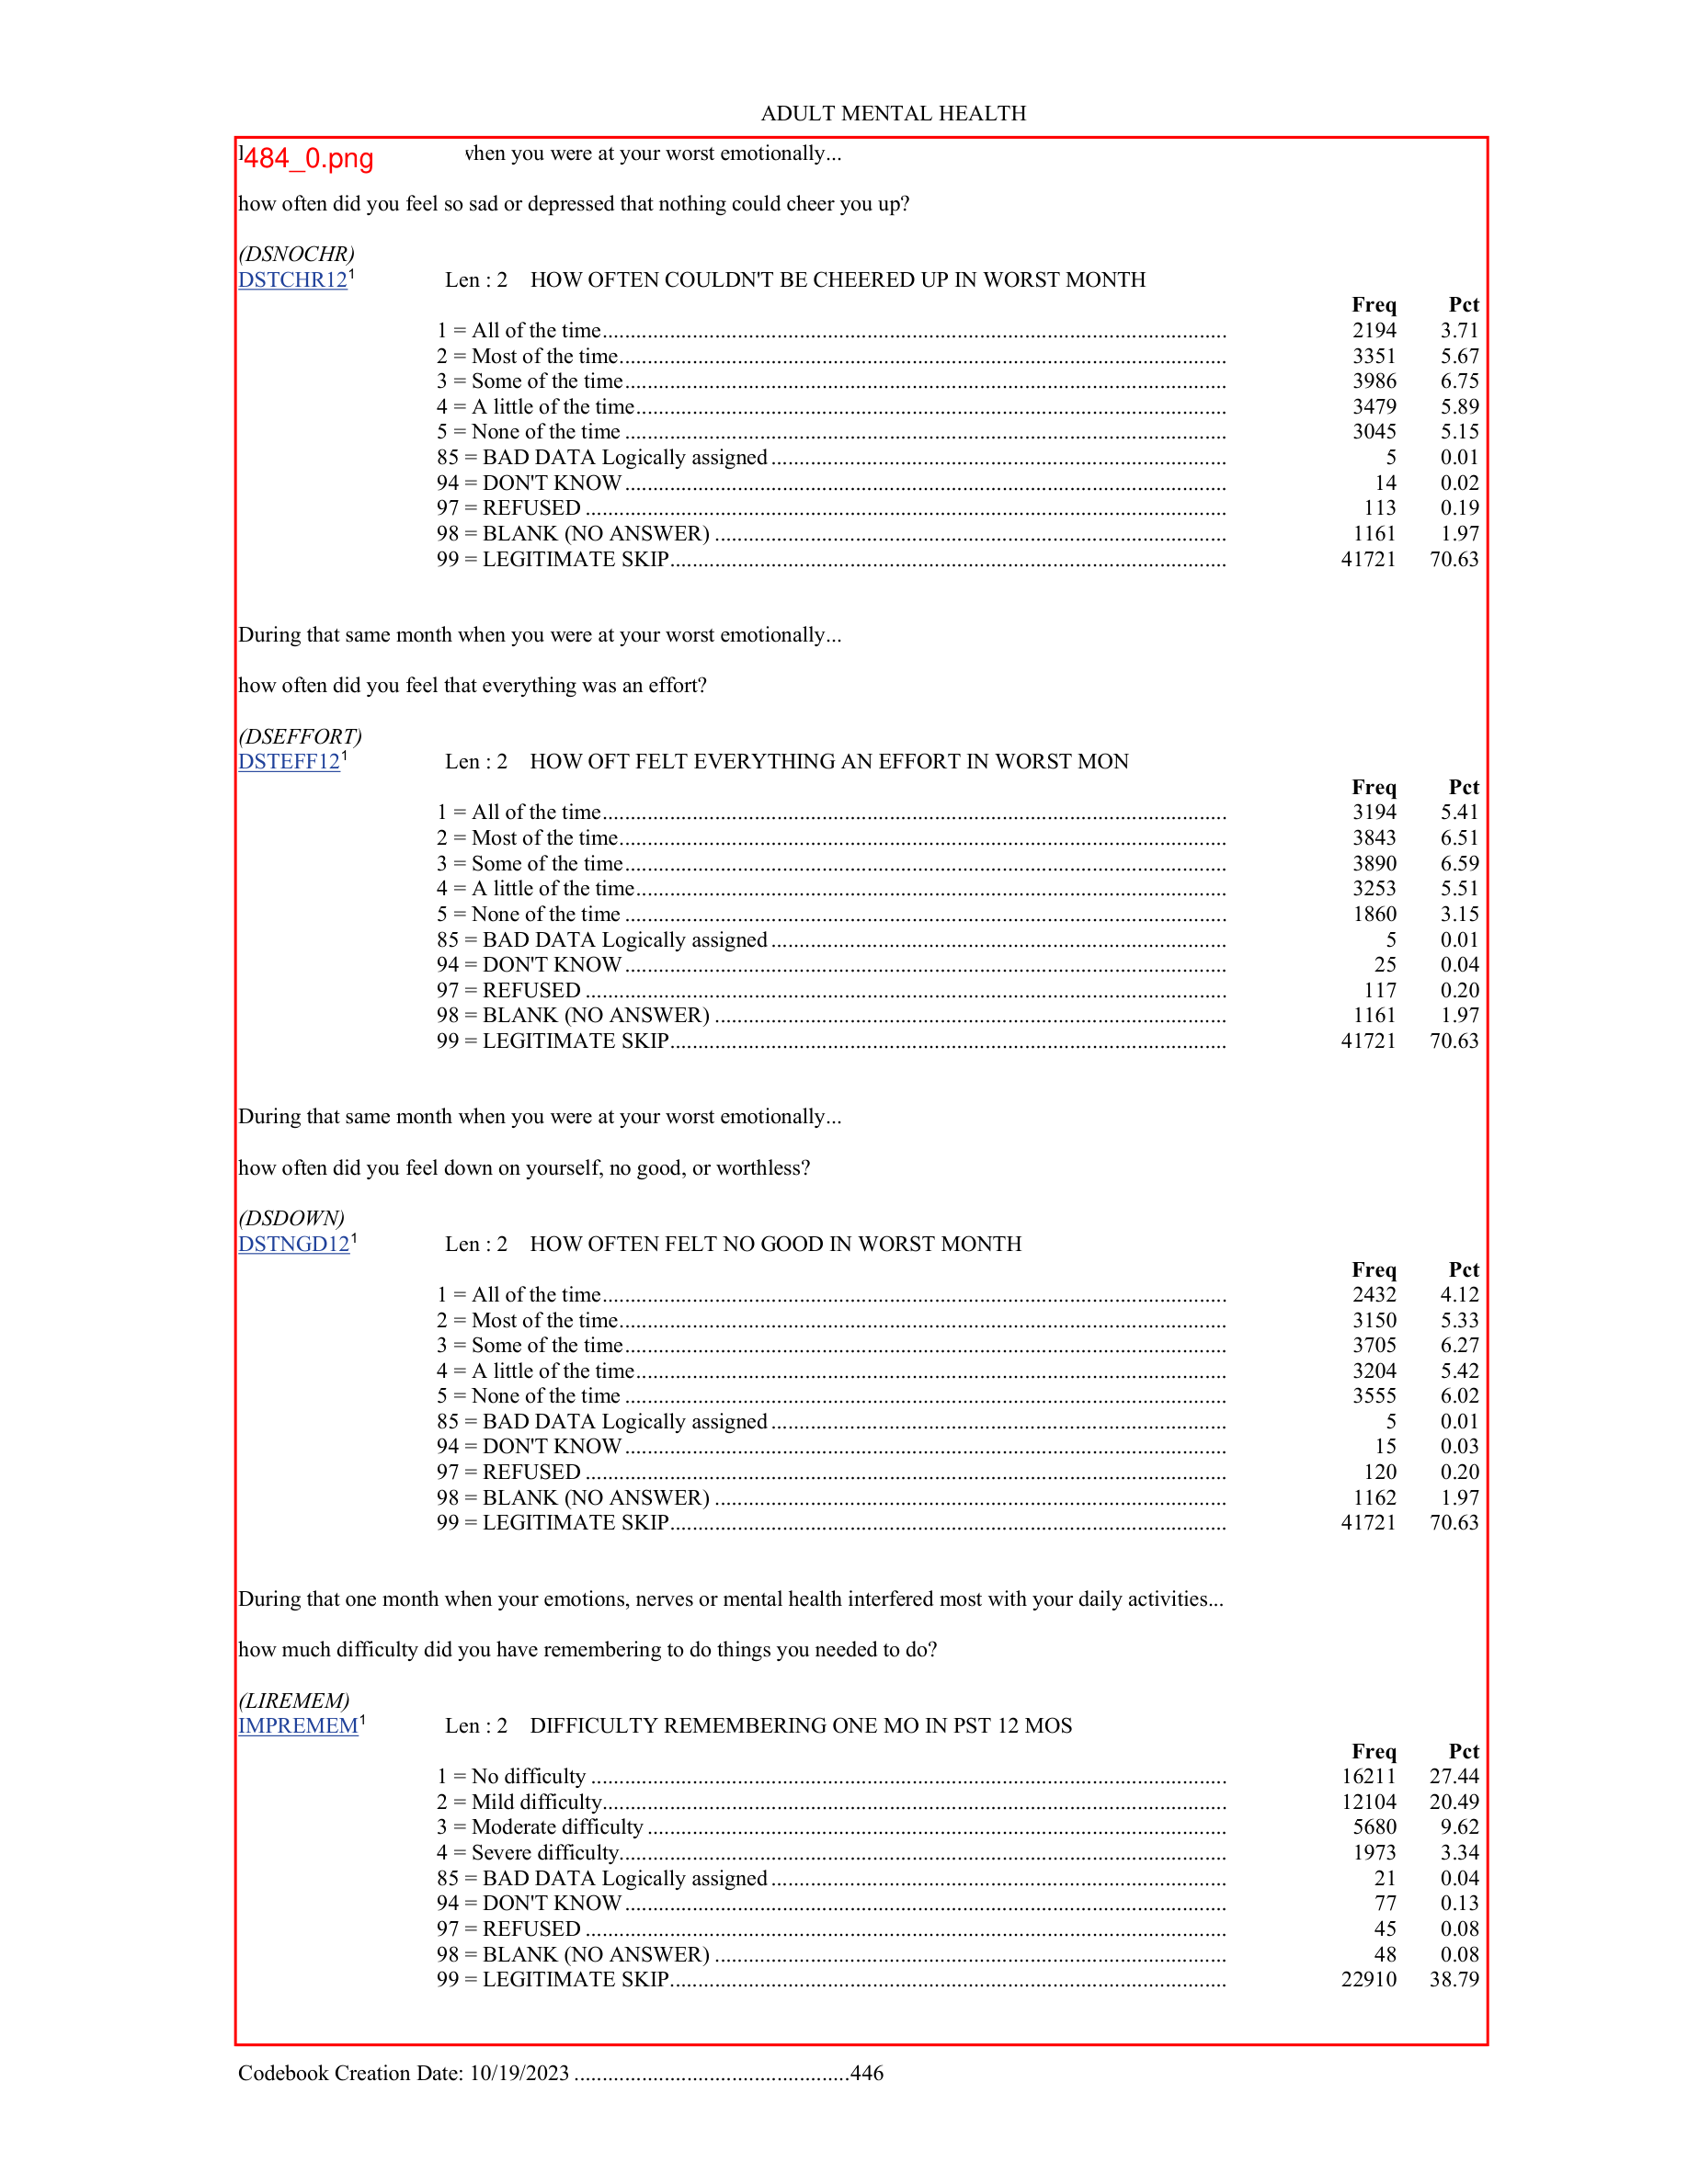 ADULT MENTAL HEALTH
484_0.png when you were at your worst emotionally...
how often did you feel so sad or depressed that nothing could cheer you up?
(DSNOCHR)
DSTCHR12¹ Len : 2 HOW OFTEN COULDN'T BE CHEERED UP IN WORST MONTH
Freq Pct
1 = All of the time 2194 3.71
2 = Most of the time 3351 5.67
3 = Some of the time 3986 6.75
4 = A little of the time 3479 5.89
5 = None of the time 3045 5.15
85 = BAD DATA Logically assigned 5 0.01
94 = DON'T KNOW 14 0.02
97 = REFUSED 113 0.19
98 = BLANK (NO ANSWER) 1161 1.97
99 = LEGITIMATE SKIP 41721 70.63
During that same month when you were at your worst emotionally...
how often did you feel that everything was an effort?
(DSEFFORT)
DSTEFF12¹ Len : 2 HOW OFT FELT EVERYTHING AN EFFORT IN WORST MON
Freq Pct
1 = All of the time 3194 5.41
2 = Most of the time 3843 6.51
3 = Some of the time 3890 6.59
4 = A little of the time 3253 5.51
5 = None of the time 1860 3.15
85 = BAD DATA Logically assigned 5 0.01
94 = DON'T KNOW 25 0.04
97 = REFUSED 117 0.20
98 = BLANK (NO ANSWER) 1161 1.97
99 = LEGITIMATE SKIP 41721 70.63
During that same month when you were at your worst emotionally...
how often did you feel down on yourself, no good, or worthless?
(DSDOWN)
DSTNGD12¹ Len : 2 HOW OFTEN FELT NO GOOD IN WORST MONTH
Freq Pct
1 = All of the time 2432 4.12
2 = Most of the time 3150 5.33
3 = Some of the time 3705 6.27
4 = A little of the time 3204 5.42
5 = None of the time 3555 6.02
85 = BAD DATA Logically assigned 5 0.01
94 = DON'T KNOW 15 0.03
97 = REFUSED 120 0.20
98 = BLANK (NO ANSWER) 1162 1.97
99 = LEGITIMATE SKIP 41721 70.63
During that one month when your emotions, nerves or mental health interfered most with your daily activities...
how much difficulty did you have remembering to do things you needed to do?
(LIREMEM)
IMPREMEM¹ Len : 2 DIFFICULTY REMEMBERING ONE MO IN PST 12 MOS
Freq Pct
1 = No difficulty 16211 27.44
2 = Mild difficulty 12104 20.49
3 = Moderate difficulty 5680 9.62
4 = Severe difficulty 1973 3.34
85 = BAD DATA Logically assigned 21 0.04
94 = DON'T KNOW 77 0.13
97 = REFUSED 45 0.08
98 = BLANK (NO ANSWER) 48 0.08
99 = LEGITIMATE SKIP 22910 38.79
Codebook Creation Date: 10/19/2023 446